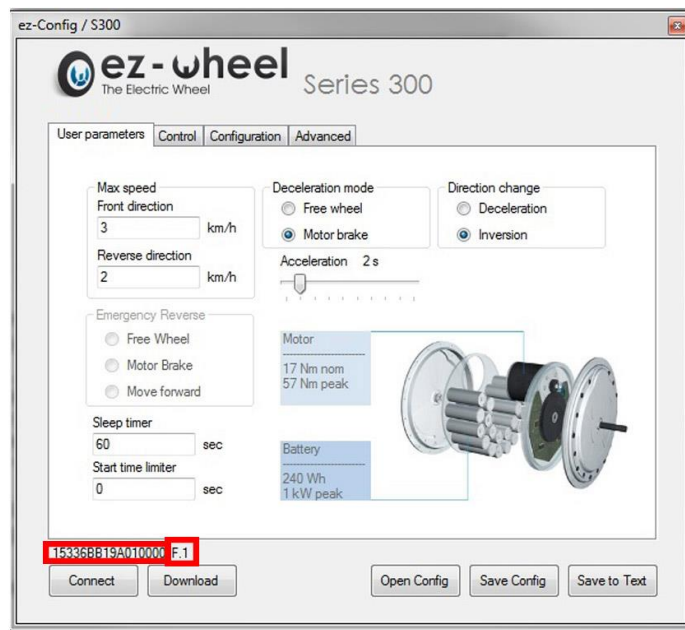 ez-Config / S300
ez-wheel
The Electric Wheel
Series 300
User parameters Control Configuration Advanced
Max speed
Front direction
3 km/h
Reverse direction
2 km/h
Deceleration mode
Free wheel
Motor brake
Direction change
Deceleration
Inversion
Acceleration 2 s
Emergency Reverse
Free Wheel
Motor Brake
Move forward
Motor
17 Nm nom
57 Nm peak
Sleep timer
60 sec
Start time limiter
0 sec
Battery
240 Wh
1 kW peak
15336BB19A010000 F.1
Connect Download Open Config Save Config Save to Text